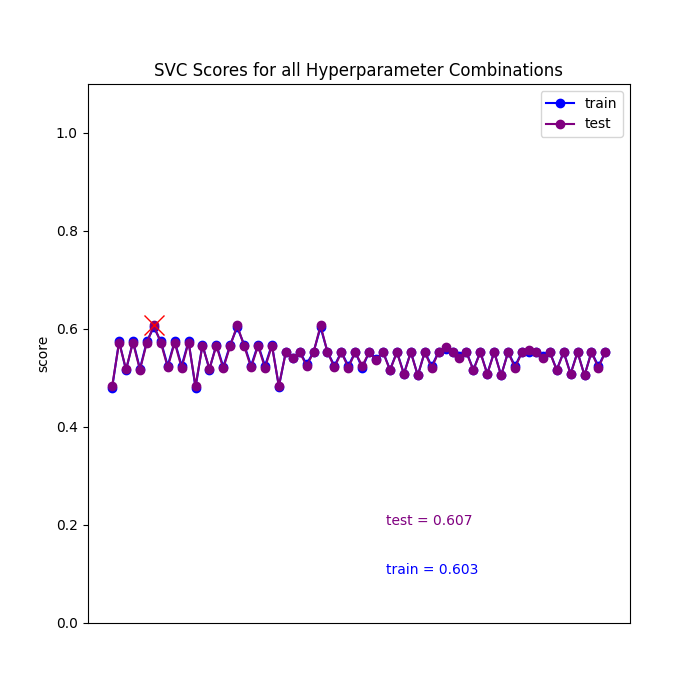 SVC Scores for all Hyperparameter Combinations
train
test
1.0
0.8
0.6
0.4
0.2
0.0
score
test = 0.607
train = 0.603